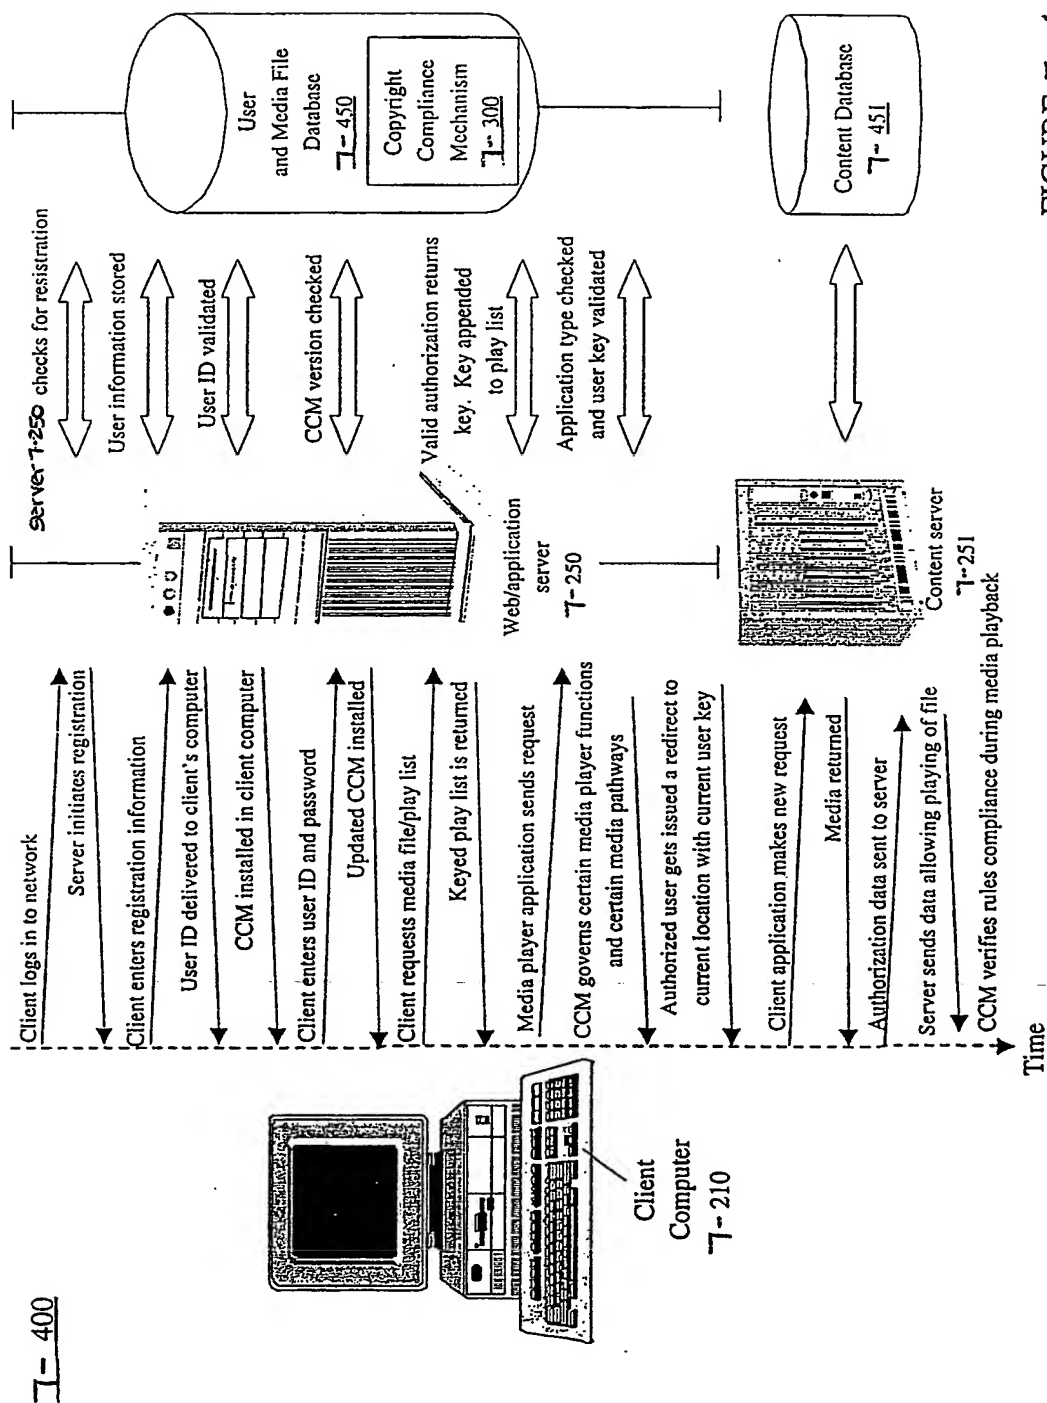 7-400
Client
Computer
7-210
Client logs in to network
Server initiates registration
Client enters registration information
User ID delivered to client's computer
CCM installed in client computer
Client enters user ID and password
Updated CCM installed
Client requests media file/play list
Keyed play list is returned
Media player application sends request
CCM governs certain media player functions
and certain media pathways
Authorized user gets issued a redirect to
current location with current user key
Client application makes new request
Media returned
Authorization data sent to server
Server sends data allowing playing of file
CCM verifies rules compliance during media playback
Time
Web/application
server
7-250
Content server
7-251
Server 7-250 checks for resistration
User information stored
User ID validated
CCM version checked
Valid authorization returns
key. Key appended
to play list
Application type checked
and user key validated
User
and Media File
Database
7-450
Copyright
Compliance
Mechanism
7-300
Content Database
7-451
FIGURE